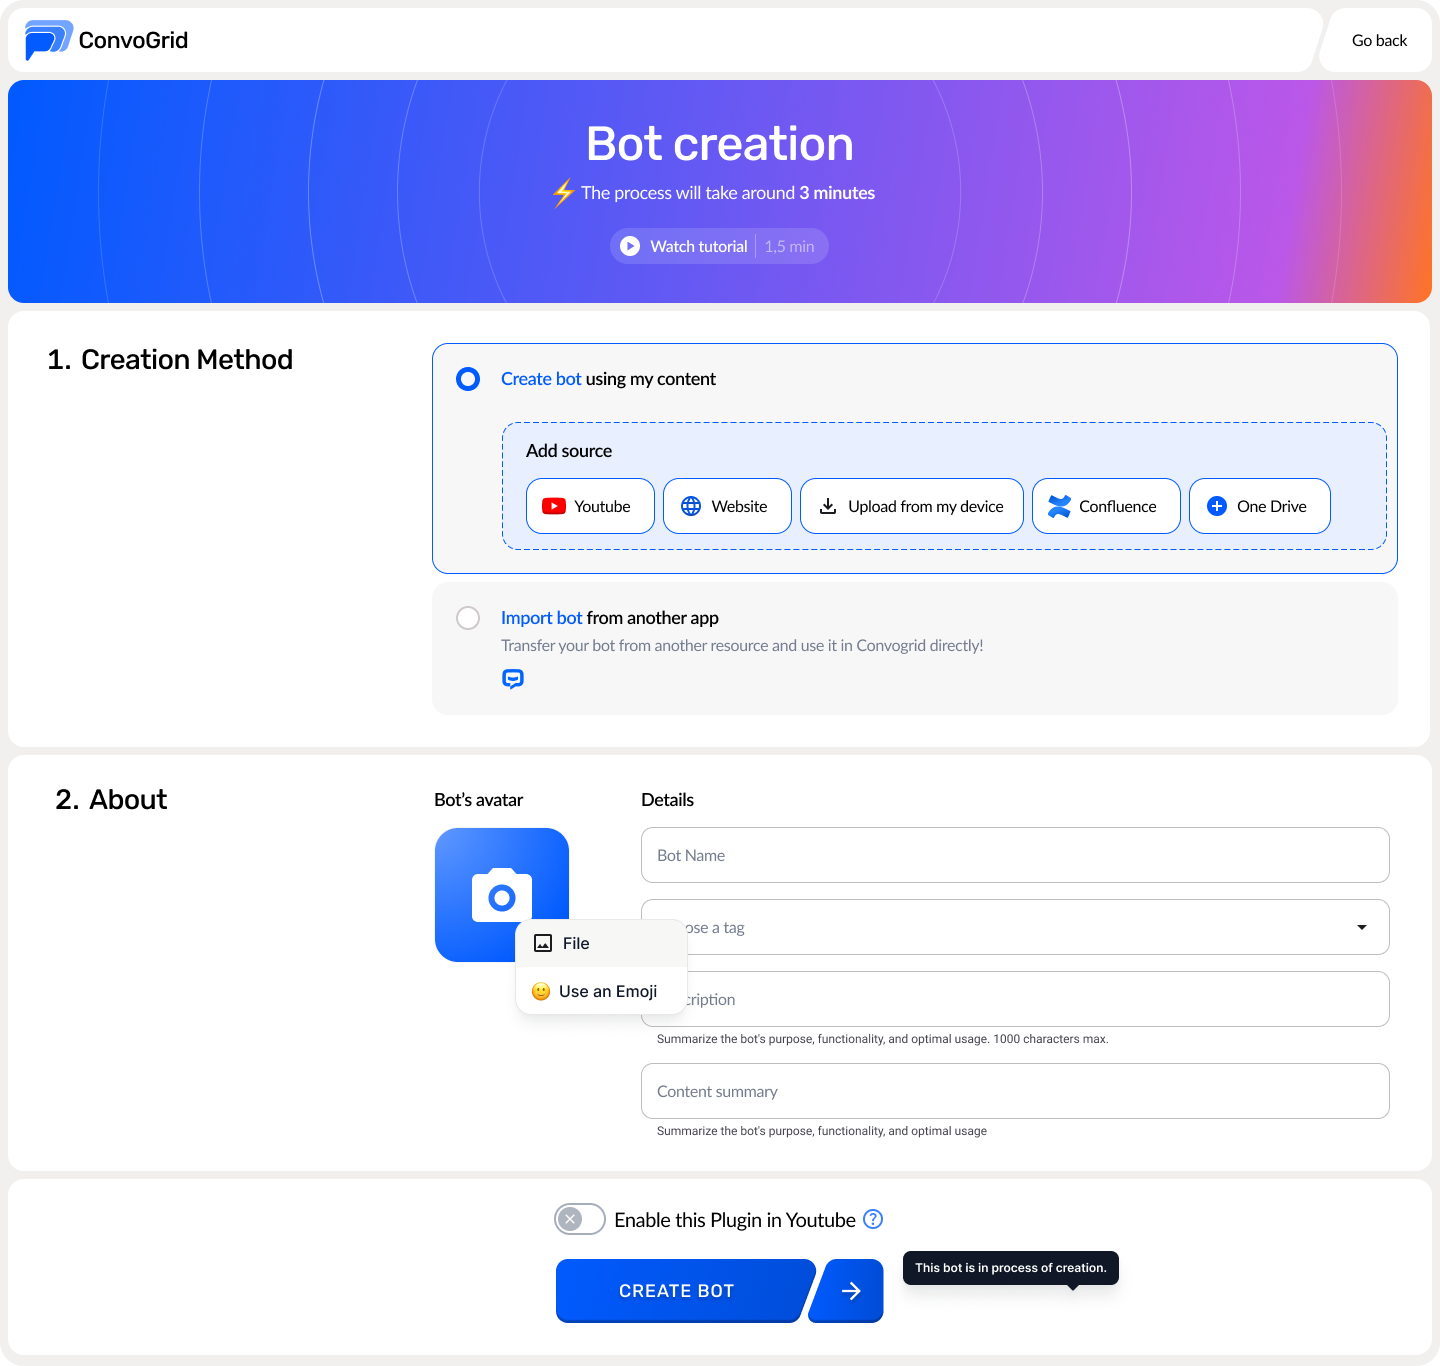 ConvoGrid
Go back
Bot creation
⚡ The process will take around 3 minutes
Watch tutorial | 1,5 min
1. Creation Method
Create bot using my content
Add source
Youtube
Website
Upload from my device
Confluence
One Drive
Import bot from another app
Transfer your bot from another resource and use it in Convogrid directly!
2. About
Bot’s avatar
Details
Bot Name
ose a tag
File
Use an Emoji
cription
Summarize the bot's purpose, functionality, and optimal usage. 1000 characters max.
Content summary
Summarize the bot's purpose, functionality, and optimal usage
Enable this Plugin in Youtube
CREATE BOT
This bot is in process of creation.